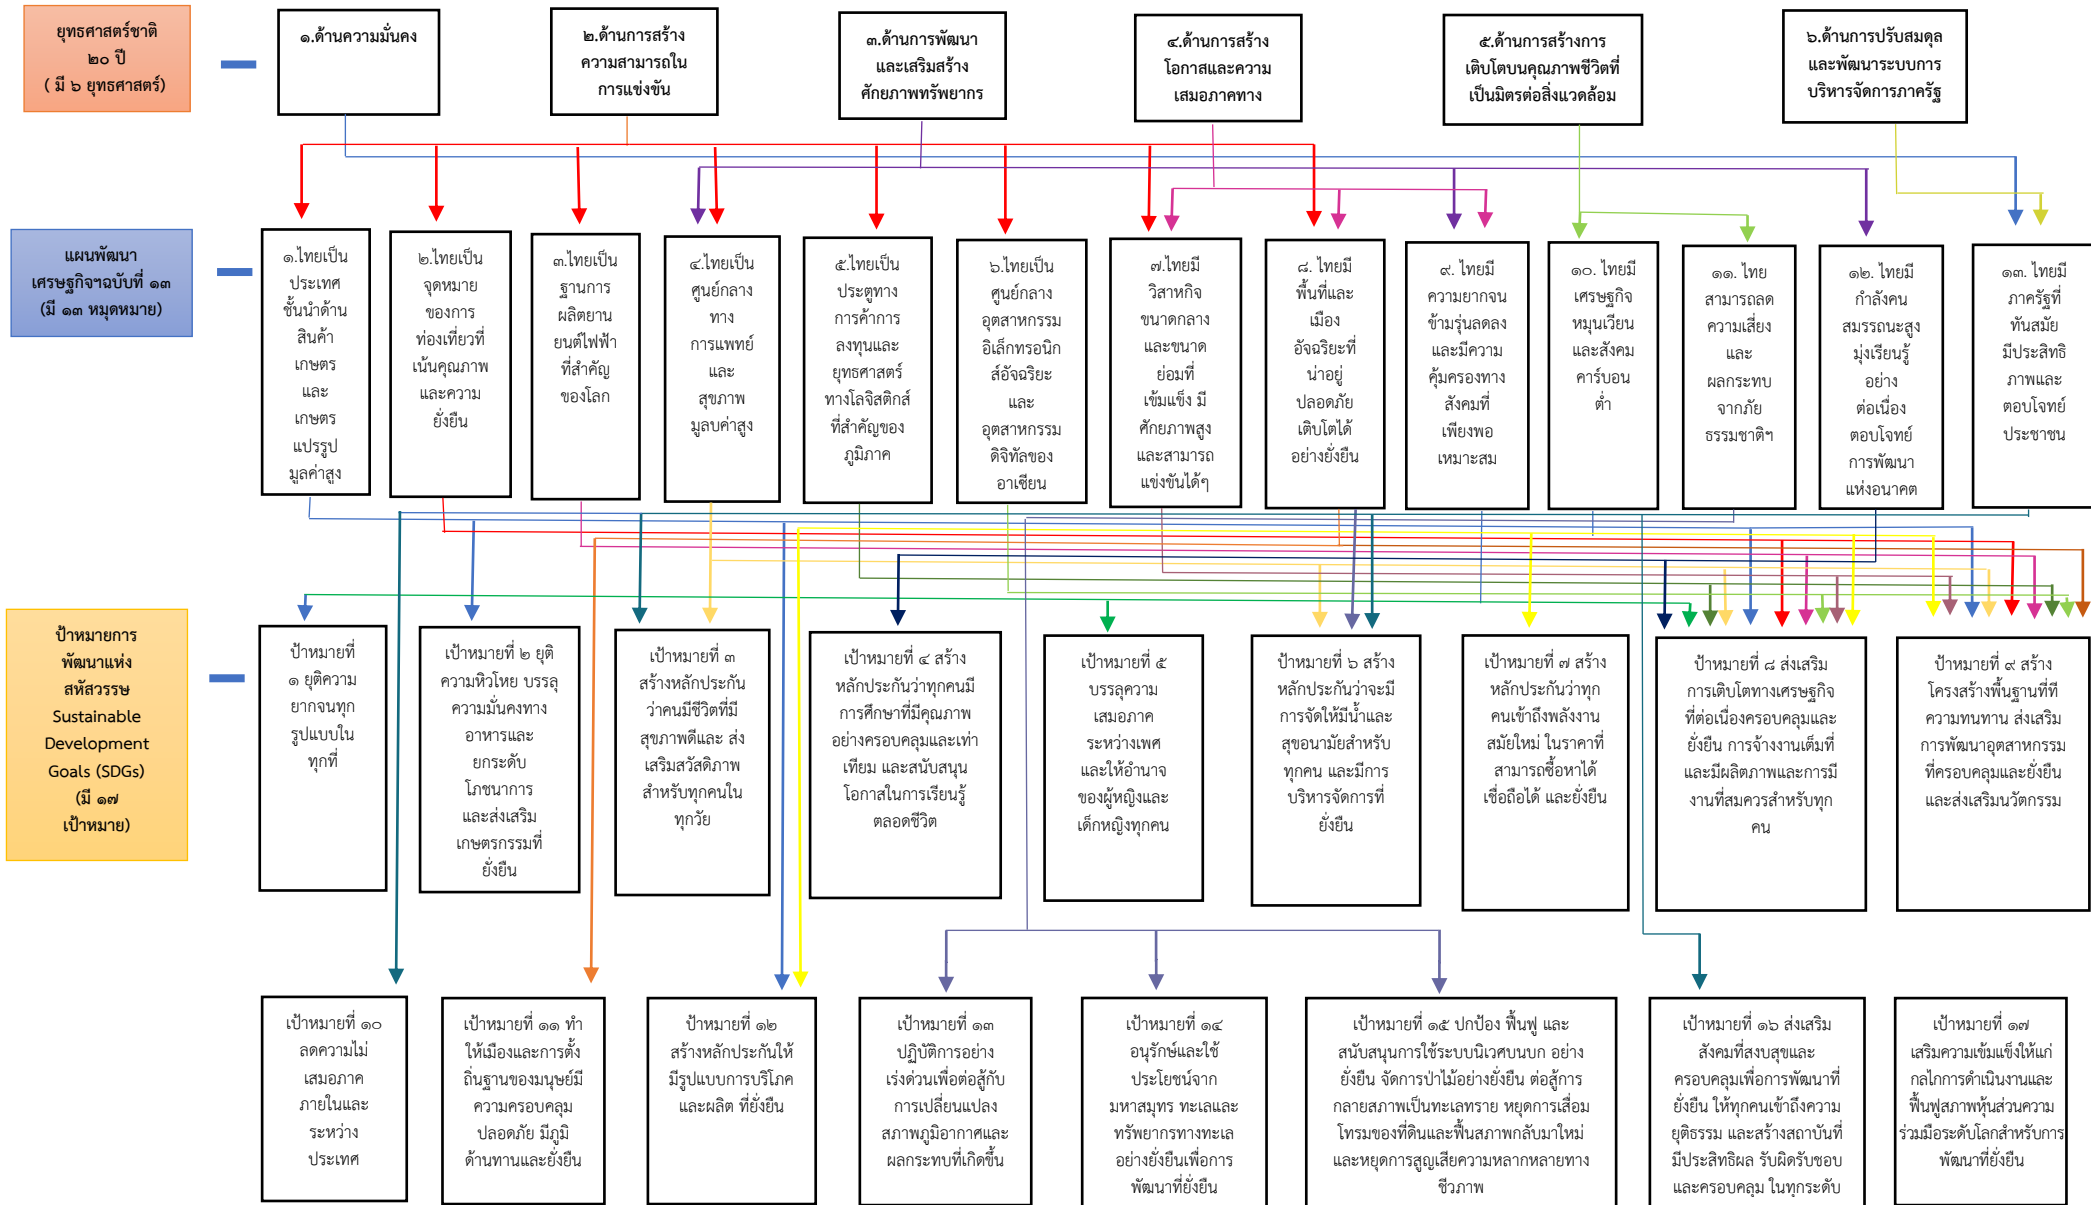 ยุทธศาสตร์ชาติ
๒๐ ปี
( มี ๖ ยุทธศาสตร์)
๑.ด้านความมั่นคง
๒.ด้านการสร้าง
ความสามารถใน
การแข่งขัน
๓.ด้านการพัฒนา
และเสริมสร้าง
ศักยภาพทรัพยากร
๔.ด้านการสร้าง
โอกาสและความ
เสมอภาคทาง
๕.ด้านการสร้างการ
เติบโตบนคุณภาพชีวิตที่
เป็นมิตรต่อสิ่งแวดล้อม
๖.ด้านการปรับสมดุล
และพัฒนาระบบการ
บริหารจัดการภาครัฐ
แผนพัฒนา
เศรษฐกิจฯฉบับที่ ๑๓
(มี ๑๓ หมุดหมาย)
๑.ไทยเป็น
ประเทศ
ชั้นนำด้าน
สินค้า
เกษตร
และ
เกษตร
แปรรูป
มูลค่าสูง
๒.ไทยเป็น
จุดหมาย
ของการ
ท่องเที่ยวที่
เน้นคุณภาพ
และความ
ยั่งยืน
๓.ไทยเป็น
ฐานการ
ผลิตยาน
ยนต์ไฟฟ้า
ที่สำคัญ
ของโลก
๔.ไทยเป็น
ศูนย์กลาง
ทาง
การแพทย์
และ
สุขภาพ
มูลบค่าสูง
๕.ไทยเป็น
ประตูทาง
การค้าการ
ลงทุนและ
ยุทธศาสตร์
ทางโลจิสติกส์
ที่สำคัญของ
ภูมิภาค
๖.ไทยเป็น
ศูนย์กลาง
อุตสาหกรรม
อิเล็กทรอนิก
ส์อัจฉริยะ
และ
อุตสาหกรรม
ดิจิทัลของ
อาเซียน
๗.ไทยมี
วิสาหกิจ
ขนาดกลาง
และขนาด
ย่อมที่
เข้มแข็ง มี
ศักยภาพสูง
และสามารถ
แข่งขันได้ๆ
๘. ไทยมี
พื้นที่และ
เมือง
อัจฉริยะที่
น่าอยู่
ปลอดภัย
เติบโตได้
อย่างยั่งยืน
๙. ไทยมี
ความยากจน
ข้ามรุ่นลดลง
และมีความ
คุ้มครองทาง
สังคมที่
เพียงพอ
เหมาะสม
๑๐. ไทยมี
เศรษฐกิจ
หมุนเวียน
และสังคม
คาร์บอน
ต่ำ
๑๑. ไทย
สามารถลด
ความเสี่ยง
และ
ผลกระทบ
จากภัย
ธรรมชาติฯ
๑๒. ไทยมี
กำลังคน
สมรรถนะสูง
มุ่งเรียนรู้
อย่าง
ต่อเนื่อง
ตอบโจทย์
การพัฒนา
แห่งอนาคต
๑๓. ไทยมี
ภาครัฐที่
ทันสมัย
มีประสิทธิ
ภาพและ
ตอบโจทย์
ประชาชน
ป้าหมายการ
พัฒนาแห่ง
สหัสวรรษ
Sustainable
Development
Goals (SDGs)
(มี ๑๗
เป้าหมาย)
ป้าหมายที่
๑ ยุติความ
ยากจนทุก
รูปแบบใน
ทุกที่
เป้าหมายที่ ๒ ยุติ
ความหิวโหย บรรลุ
ความมั่นคงทาง
อาหารและ
ยกระดับ
โภชนาการ
และส่งเสริม
เกษตรกรรมที่
ยั่งยืน
เป้าหมายที่ ๓
สร้างหลักประกัน
ว่าคนมีชีวิตที่มี
สุขภาพดีและ ส่ง
เสริมสวัสดิภาพ
สำหรับทุกคนใน
ทุกวัย
เป้าหมายที่ ๔ สร้าง
หลักประกันว่าทุกคนมี
การศึกษาที่มีคุณภาพ
อย่างครอบคลุมและเท่า
เทียม และสนับสนุน
โอกาสในการเรียนรู้
ตลอดชีวิต
เป้าหมายที่ ๕
บรรลุความ
เสมอภาค
ระหว่างเพศ
และให้อำนาจ
ของผู้หญิงและ
เด็กหญิงทุกคน
ป้าหมายที่ ๖ สร้าง
หลักประกันว่าจะมี
การจัดให้มีน้ำและ
สุขอนามัยสำหรับ
ทุกคน และมีการ
บริหารจัดการที่
ยั่งยืน
เป้าหมายที่ ๗ สร้าง
หลักประกันว่าทุก
คนเข้าถึงพลังงาน
สมัยใหม่ ในราคาที่
สามารถซื้อหาได้
เชื่อถือได้ และยั่งยืน
ป้าหมายที่ ๘ ส่งเสริม
การเติบโตทางเศรษฐกิจ
ที่ต่อเนื่องครอบคลุมและ
ยั่งยืน การจ้างงานเต็มที่
และมีผลิตภาพและการมี
งานที่สมควรสำหรับทุก
คน
ป้าหมายที่ ๙ สร้าง
โครงสร้างพื้นฐานที่ที
ความทนทาน ส่งเสริม
การพัฒนาอุตสาหกรรม
ที่ครอบคลุมและยั่งยืน
และส่งเสริมนวัตกรรม
เป้าหมายที่ ๑๐
ลดความไม่
เสมอภาค
ภายในและ
ระหว่าง
ประเทศ
เป้าหมายที่ ๑๑ ทำ
ให้เมืองและการตั้ง
ถิ่นฐานของมนุษย์มี
ความครอบคลุม
ปลอดภัย มีภูมิ
ด้านทานและยั่งยืน
ป้าหมายที่ ๑๒
สร้างหลักประกันให้
มีรูปแบบการบริโภค
และผลิต ที่ยั่งยืน
เป้าหมายที่ ๑๓
ปฏิบัติการอย่าง
เร่งด่วนเพื่อต่อสู้กับ
การเปลี่ยนแปลง
สภาพภูมิอากาศและ
ผลกระทบที่เกิดขึ้น
เป้าหมายที่ ๑๔
อนุรักษ์และใช้
ประโยชน์จาก
มหาสมุทร ทะเลและ
ทรัพยากรทางทะเล
อย่างยั่งยืนเพื่อการ
พัฒนาที่ยั่งยืน
เป้าหมายที่ ๑๕ ปกป้อง ฟื้นฟู และ
สนับสนุนการใช้ระบบนิเวศบนบก อย่าง
ยั่งยืน จัดการป่าไม้อย่างยั่งยืน ต่อสู้การ
กลายสภาพเป็นทะเลทราย หยุดการเสื่อม
โทรมของที่ดินและฟื้นสภาพกลับมาใหม่
และหยุดการสูญเสียความหลากหลายทาง
ชีวภาพ
เป้าหมายที่ ๑๖ ส่งเสริม
สังคมที่สงบสุขและ
ครอบคลุมเพื่อการพัฒนาที่
ยั่งยืน ให้ทุกคนเข้าถึงความ
ยุติธรรม และสร้างสถาบันที่
มีประสิทธิผล รับผิดรับชอบ
และครอบคลุม ในทุกระดับ
เป้าหมายที่ ๑๗
เสริมความเข้มแข็งให้แก่
กลไกการดำเนินงานและ
ฟื้นฟูสภาพหุ้นส่วนความ
ร่วมมือระดับโลกสำหรับการ
พัฒนาที่ยั่งยืน